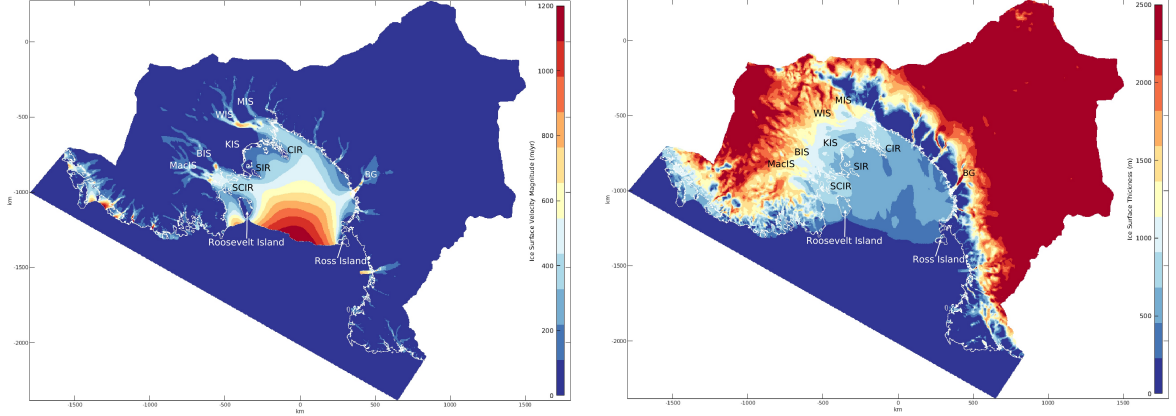 1200
1000
800
600
400
200
0
Ice Surface Velocity Magnitude (m/yr)
0
-500
-1000
-1500
-2000
km
-1500
-1000
-500
0
500
1000
1500
km
MIS
WIS
KIS
CIR
BIS
SIR
MacIS
BG
SCIR
Roosevelt Island
Ross Island
2500
2000
1500
1000
500
0
Ice Surface Thickness (m)
0
-500
-1000
-1500
-2000
km
-1500
-1000
-500
0
500
1000
1500
km
MIS
WIS
KIS
CIR
BIS
MacIS
SIR
BG
SCIR
Roosevelt Island
Ross Island